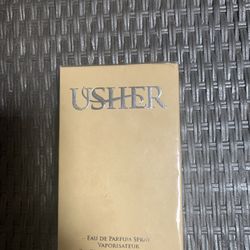 USHER
- EAU DE PARFUM SPRAY
VAPORISATEUR